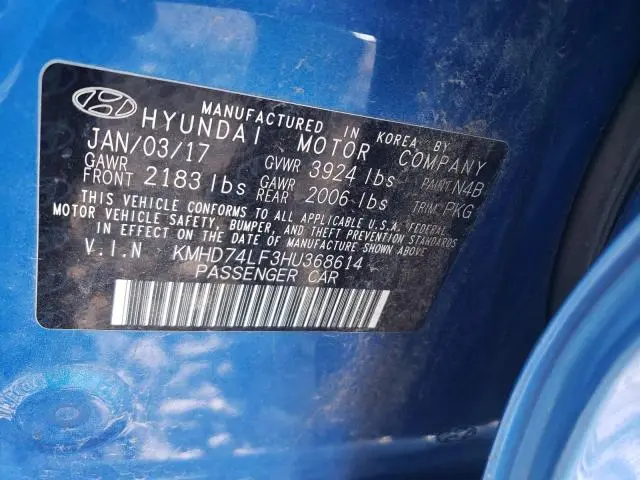 MANUFACTURED IN KOREA BY
HYUNDAI MOTOR COMPANY
JAN/03/17 GVWR 3924 lbs PAINT N4B
GAWR FRONT 2183 lbs GAWR REAR 2006 lbs TRIM PKG
THIS VEHICLE CONFORMS TO ALL APPLICABLE U.S.A. FEDERAL
MOTOR VEHICLE SAFETY, BUMPER, AND THEFT PREVENTION STANDARDS
IN EFFECT ON THE DATE OF MANUFACTURE SHOWN ABOVE
V.I.N KMHD74LF3HU368614
PASSENGER CAR